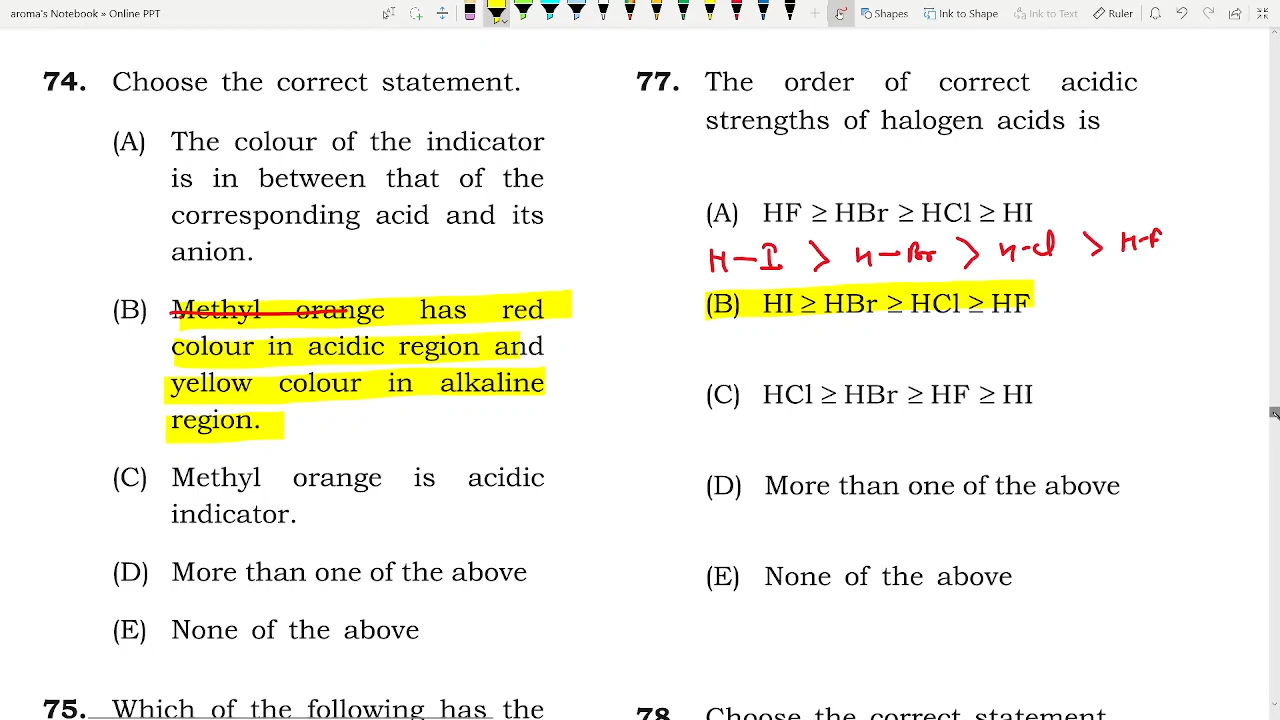 aroma's Notebook » Online PPT
Shapes Ink to Shape Ink to Text Ruler
74. Choose the correct statement.
(A) The colour of the indicator
is in between that of the
corresponding acid and its
anion.
(B) Methyl orange has red
colour in acidic region and
yellow colour in alkaline
region.
(C) Methyl orange is acidic
indicator.
(D) More than one of the above
(E) None of the above
75. Which of the following has the
77. The order of correct acidic
strengths of halogen acids is
(A) HF ≥ HBr ≥ HCl ≥ HI
H-I > H-Br > H-Cl > H-F
(B) HI ≥ HBr ≥ HCl ≥ HF
(C) HCl ≥ HBr ≥ HF ≥ HI
(D) More than one of the above
(E) None of the above
78. Choose the correct statement